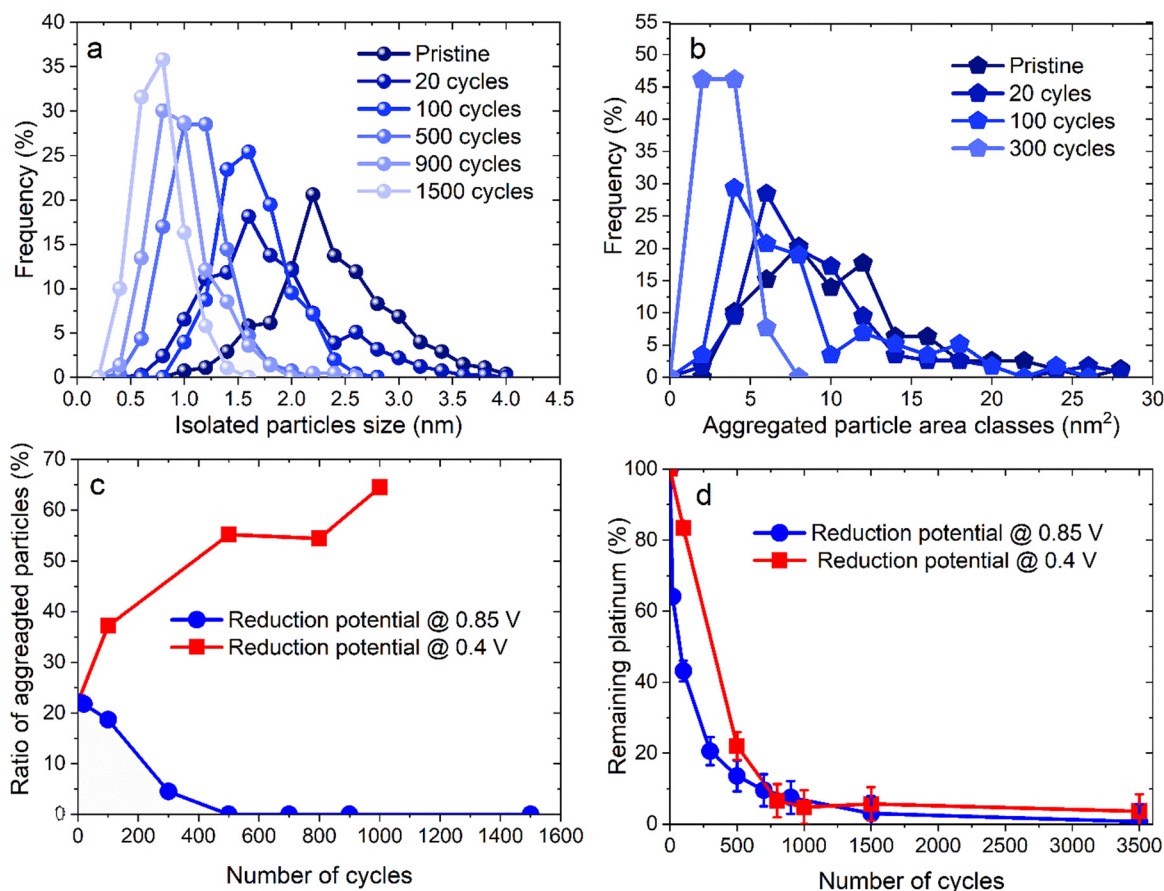 a
Pristine
20 cycles
100 cycles
500 cycles
900 cycles
1500 cycles
40
35
30
25
20
15
10
5
0
Frequency (%)
0.0 0.5 1.0 1.5 2.0 2.5 3.0 3.5 4.0 4.5
Isolated particles size (nm)
b
Pristine
20 cyles
100 cycles
300 cycles
55
50
45
40
35
30
25
20
15
10
5
0
Frequency (%)
0 5 10 15 20 25 30
Aggregated particle area classes (nm²)
c
Reduction potential @ 0.85 V
Reduction potential @ 0.4 V
70
60
50
40
30
20
10
0
Ratio of aggreagted particles (%)
0 200 400 600 800 1000 1200 1400 1600
Number of cycles
d
Reduction potential @ 0.85 V
Reduction potential @ 0.4 V
100
80
60
40
20
0
Remaining platinum (%)
0 500 1000 1500 2000 2500 3000 3500
Number of cycles